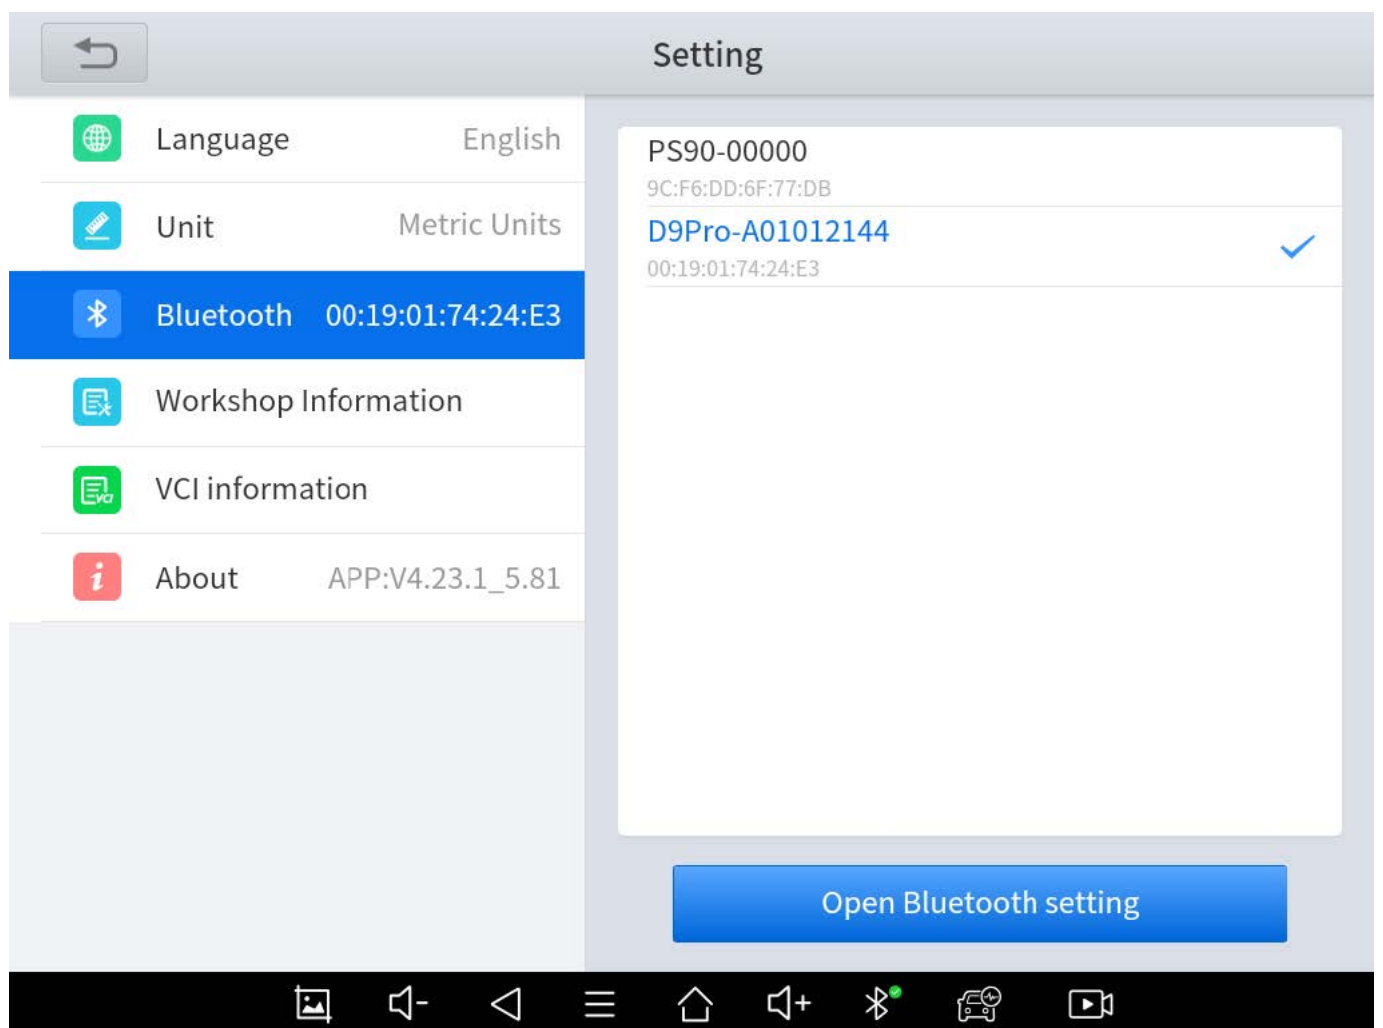 Setting
Language English
Unit Metric Units
Bluetooth 00:19:01:74:24:E3
Workshop Information
VCI information
About APP:V4.23.1_5.81
PS90-00000
9C:F6:DD:6F:77:DB
D9Pro-A01012144
00:19:01:74:24:E3
Open Bluetooth setting